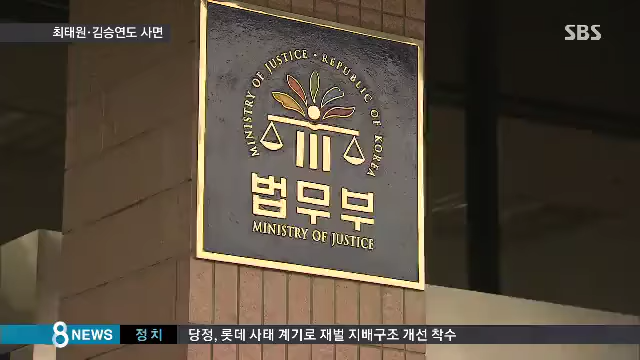 최태원·김승연도 사면
SBS
MINISTRY OF JUSTICE · REPUBLIC OF KOREA
법무부
MINISTRY OF JUSTICE
8 NEWS 정치 당정, 롯데 사태 계기로 재벌 지배구조 개선 착수